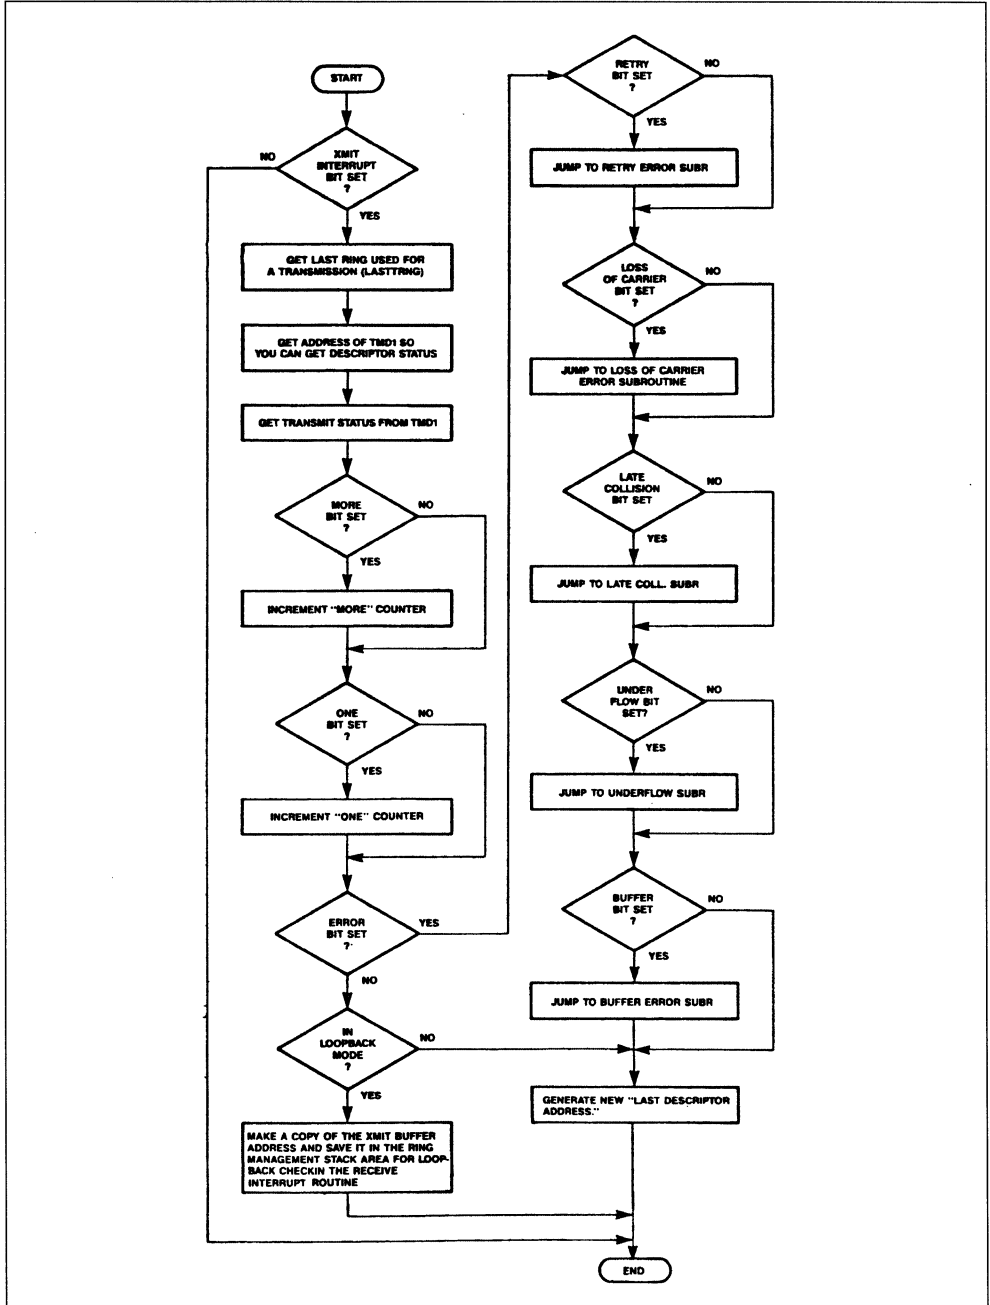 START
XMIT
INTERRUPT
BIT SET
?
NO
YES
GET LAST RING USED FOR
A TRANSMISSION (LASTTRNG)
GET ADDRESS OF TMD1 SO
YOU CAN GET DESCRIPTOR STATUS
GET TRANSMIT STATUS FROM TMD1
MORE
BIT SET
?
NO
YES
INCREMENT "MORE" COUNTER
ONE
BIT SET
?
NO
YES
INCREMENT "ONE" COUNTER
ERROR
BIT SET
?
YES
NO
IN
LOOPBACK
MODE
?
NO
YES
MAKE A COPY OF THE XMIT BUFFER
ADDRESS AND SAVE IT IN THE RING
MANAGEMENT STACK AREA FOR LOOP-
BACK CHECKIN THE RECEIVE
INTERRUPT ROUTINE
RETRY
BIT SET
?
NO
YES
JUMP TO RETRY ERROR SUBR
LOSS
OF CARRIER
BIT SET
?
NO
YES
JUMP TO LOSS OF CARRIER
ERROR SUBROUTINE
LATE
COLLISION
BIT SET
NO
YES
JUMP TO LATE COLL. SUBR
UNDER
FLOW BIT
SET?
NO
YES
JUMP TO UNDERFLOW SUBR
BUFFER
BIT SET
?
NO
YES
JUMP TO BUFFER ERROR SUBR
GENERATE NEW "LAST DESCRIPTOR
ADDRESS."
END